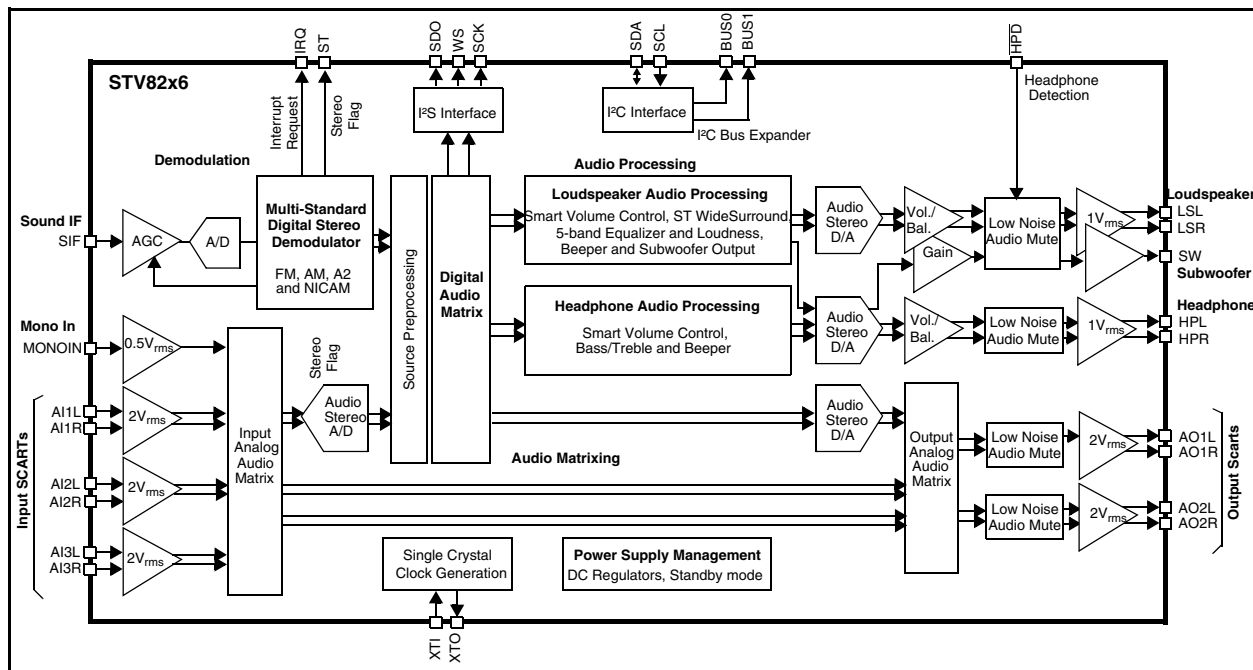 IRQ
ST
SDO
WS
SCK
SDA
SCL
BUS0
BUS1
HPD
STV82x6
Interrupt
Request
Stereo
Flag
I²S Interface
I²C Interface
I²C Bus Expander
Headphone
Detection
Demodulation
Audio Processing
Sound IF
SIF
AGC
A/D
Multi-Standard
Digital Stereo
Demodulator
FM, AM, A2
and NICAM
Source Preprocessing
Digital
Audio
Matrix
Loudspeaker Audio Processing
Smart Volume Control, ST WideSurround,
5-band Equalizer and Loudness,
Beeper and Subwoofer Output
Audio
Stereo
D/A
Vol./
Bal.
Gain
Low Noise
Audio Mute
1Vrms
Loudspeaker
LSL
LSR
SW
Subwoofer
Headphone Audio Processing
Smart Volume Control,
Bass/Treble and Beeper
Audio
Stereo
D/A
Vol./
Bal.
Low Noise
Audio Mute
1Vrms
Headphone
HPL
HPR
Mono In
MONOIN
0.5Vrms
Input SCARTs
AI1L
AI1R
2Vrms
AI2L
AI2R
2Vrms
AI3L
AI3R
2Vrms
Input
Analog
Audio
Matrix
Stereo
Flag
Audio
Stereo
A/D
Audio Matrixing
Audio
Stereo
D/A
Output
Analog
Audio
Matrix
Low Noise
Audio Mute
2Vrms
AO1L
AO1R
Low Noise
Audio Mute
2Vrms
AO2L
AO2R
Output Scarts
Single Crystal
Clock Generation
Power Supply Management
DC Regulators, Standby mode
XTI
XTO